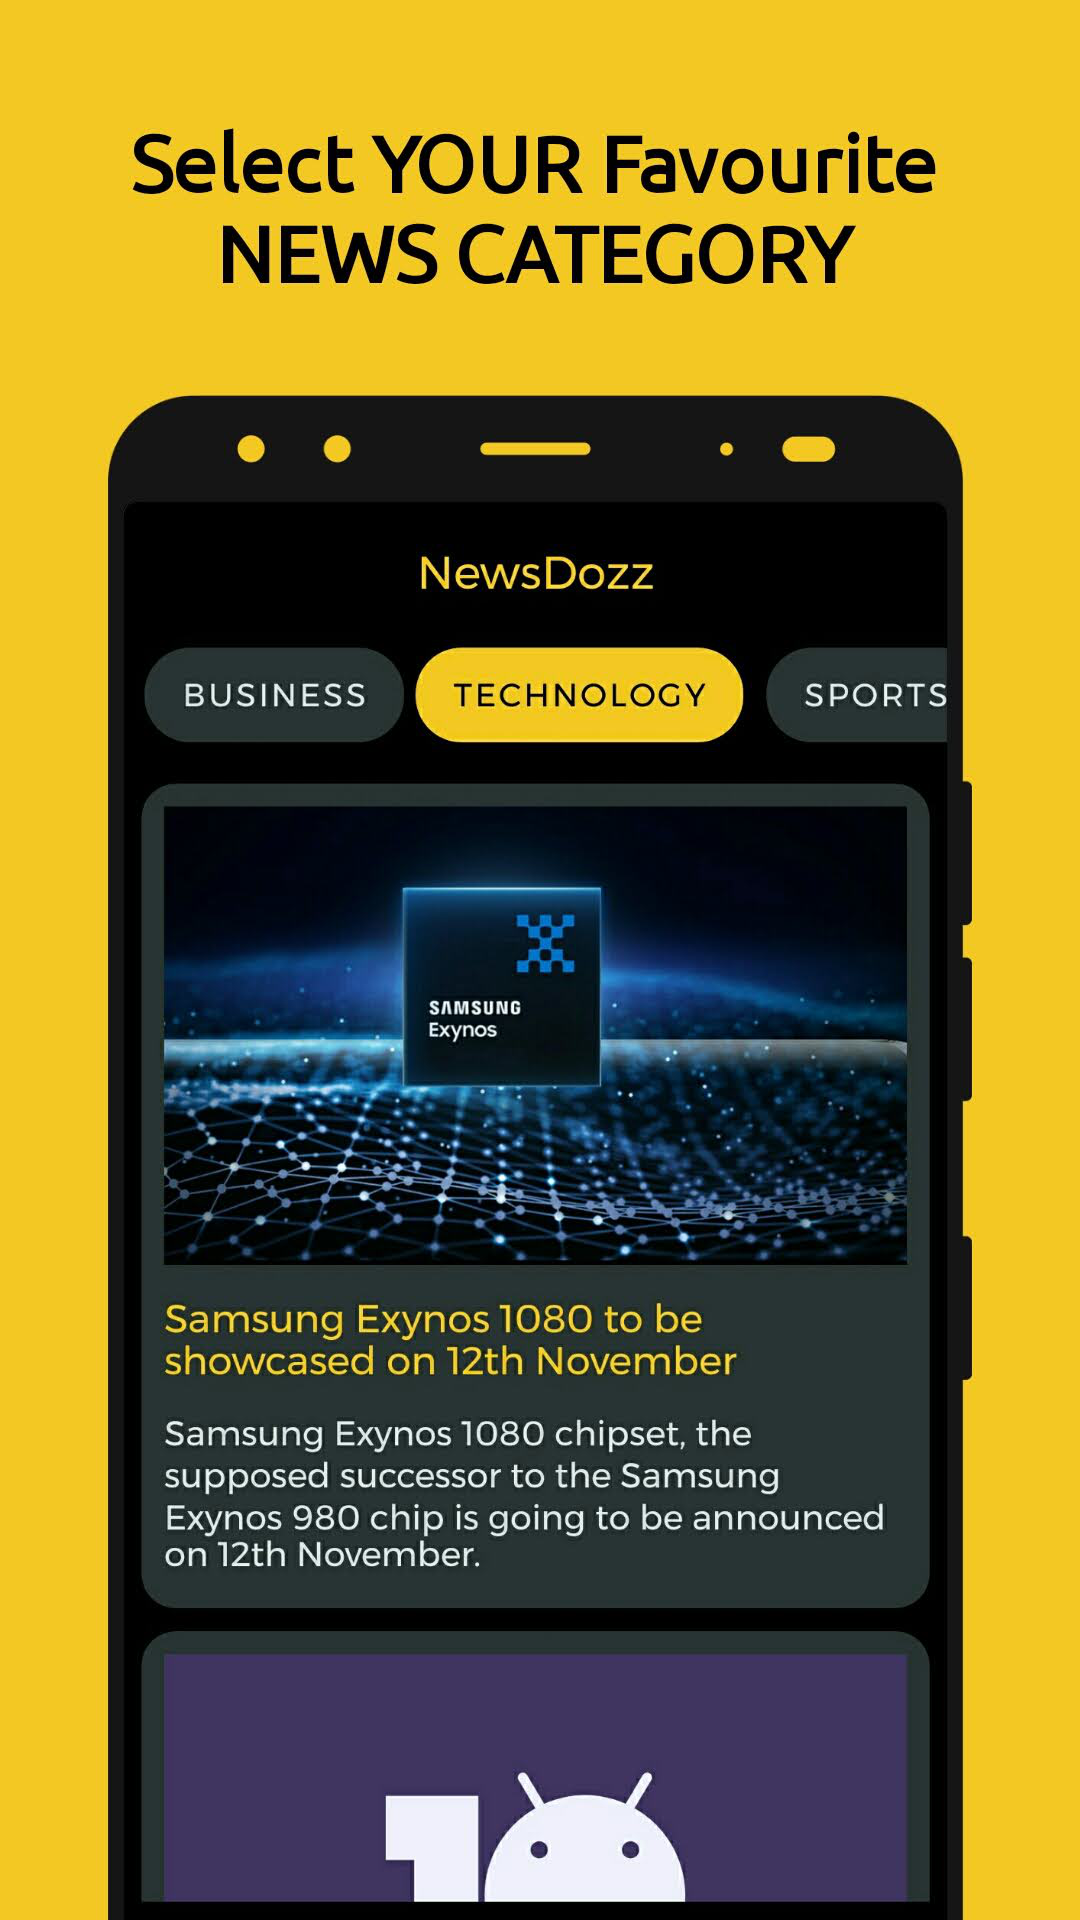 Select YOUR Favourite
NEWS CATEGORY
NewsDozz
BUSINESS TECHNOLOGY SPORTS
SAMSUNG
Exynos
Samsung Exynos 1080 to be
showcased on 12th November
Samsung Exynos 1080 chipset, the
supposed successor to the Samsung
Exynos 980 chip is going to be announced
on 12th November.